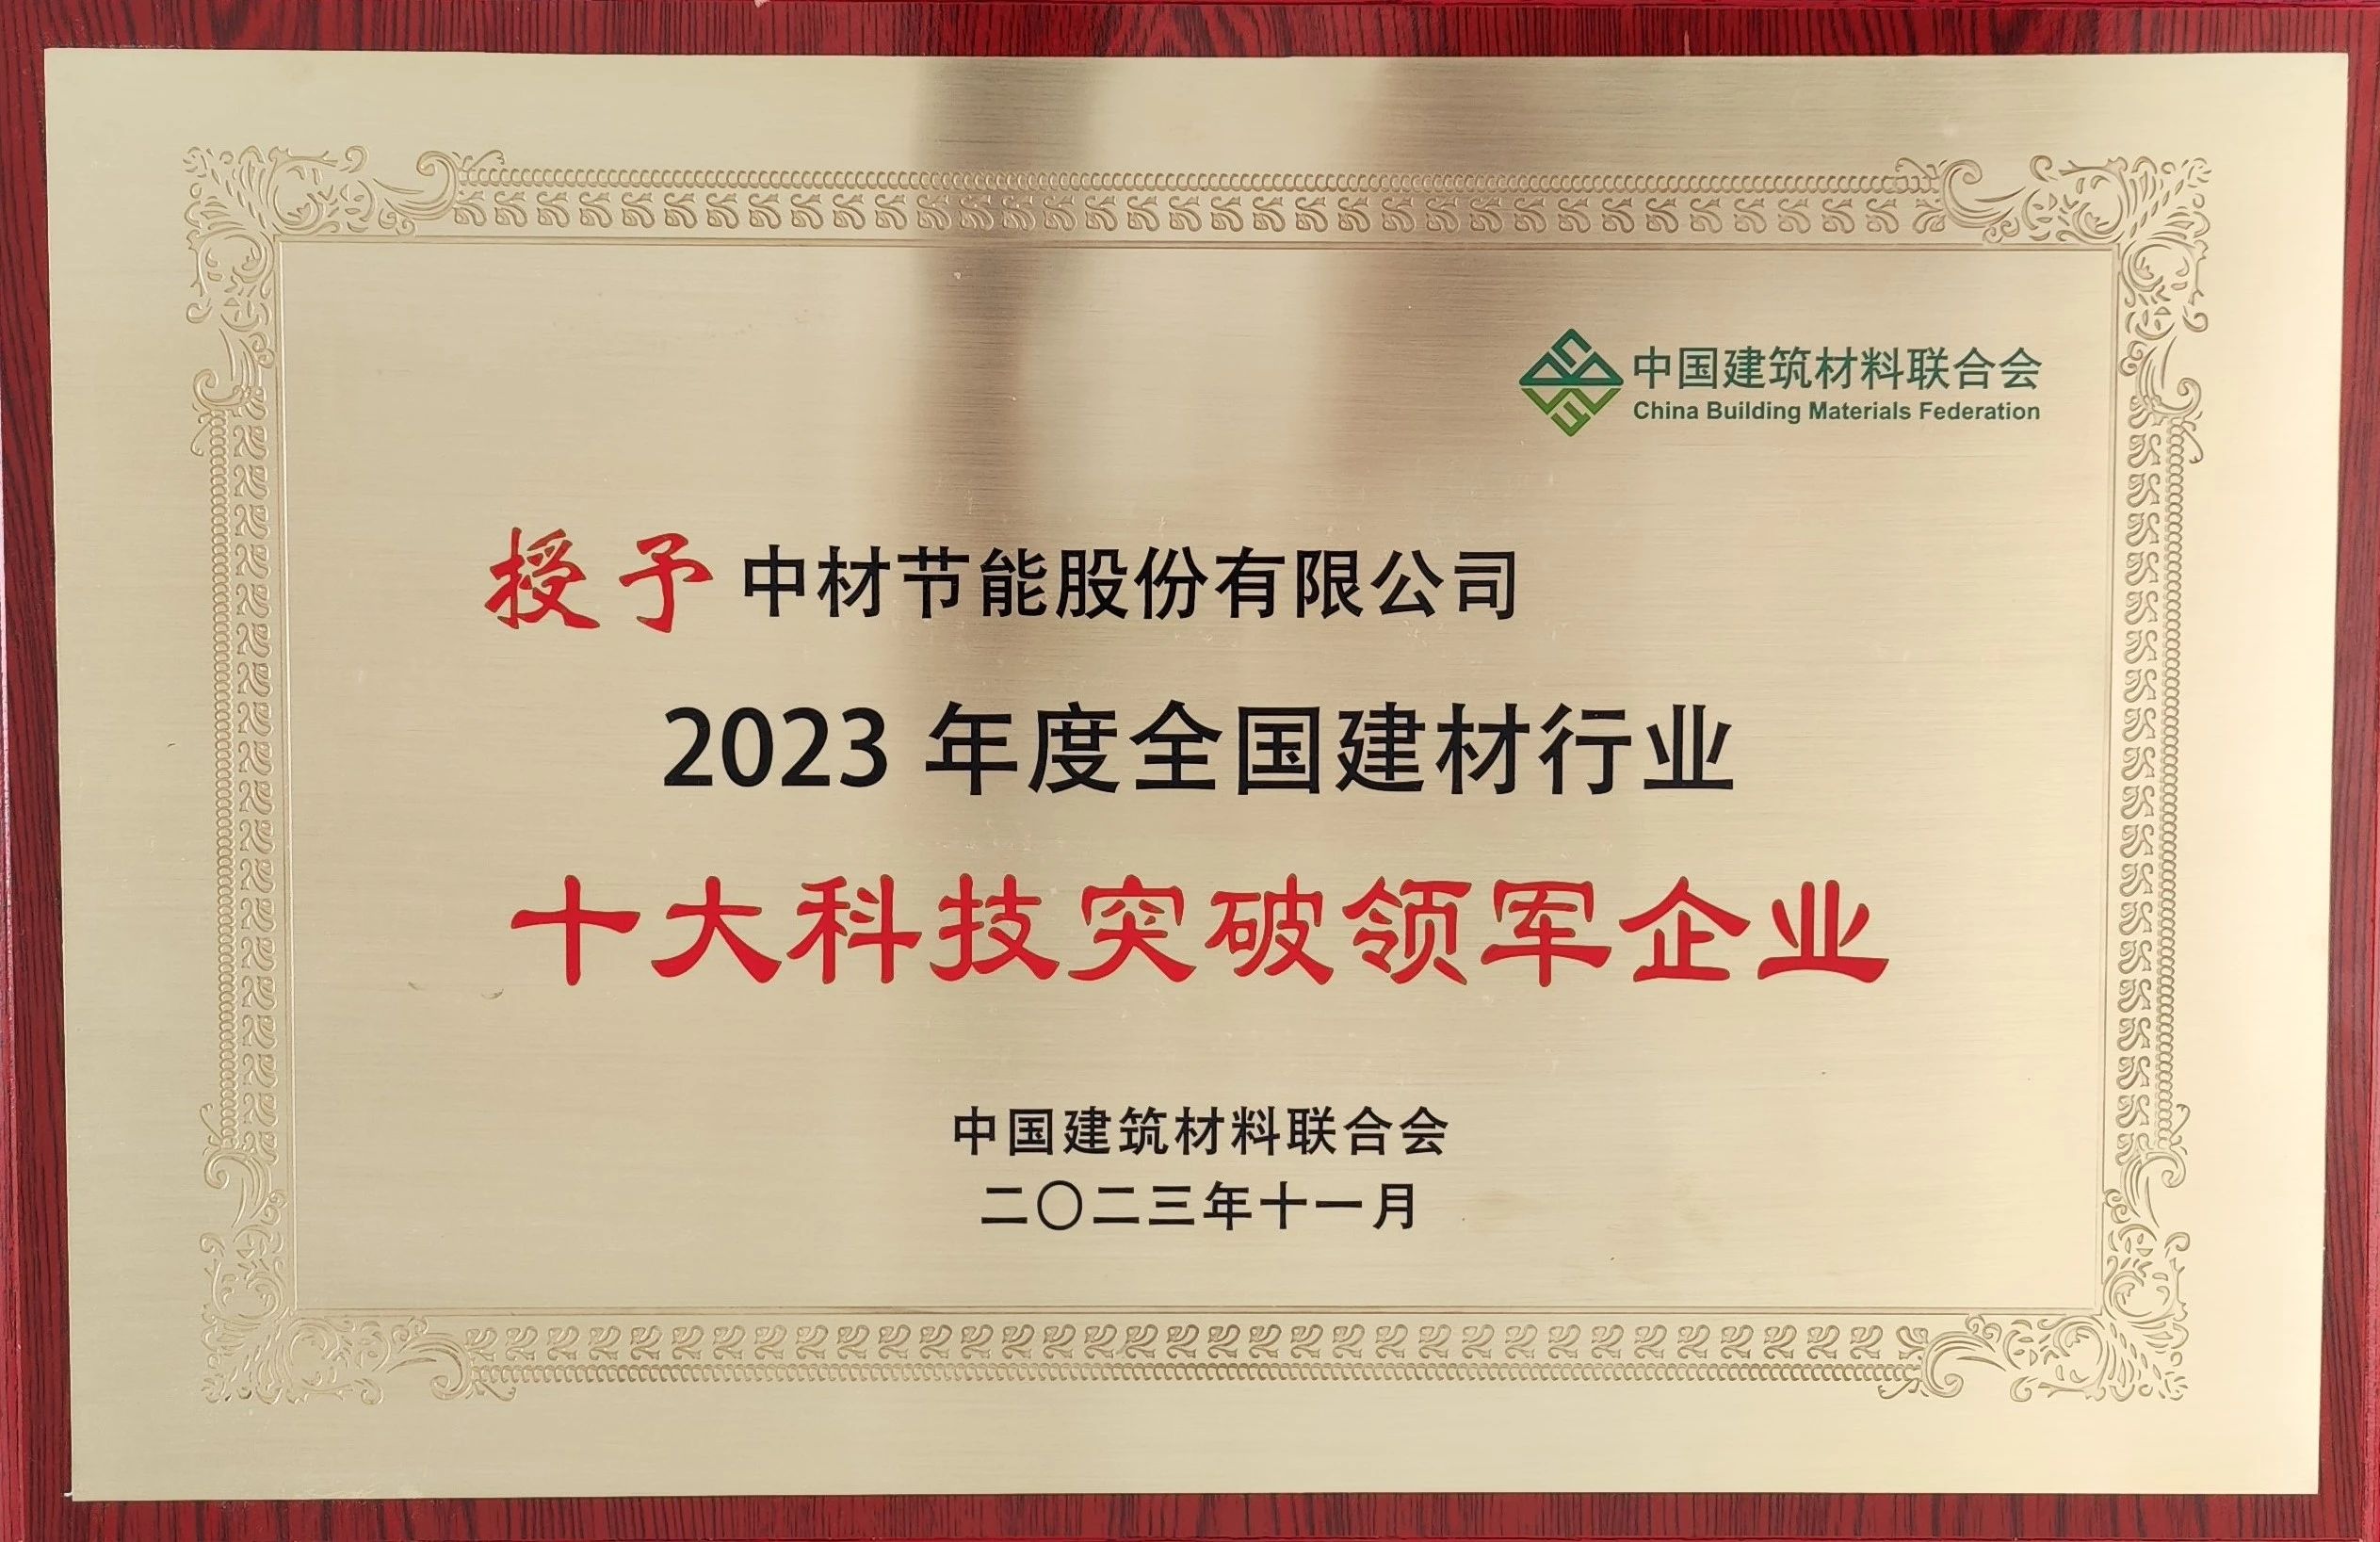 中国建筑材料联合会
China Building Materials Federation
授予 中材节能股份有限公司
2023 年度全国建材行业
十大科技突破领军企业
中国建筑材料联合会
二〇二三年十一月